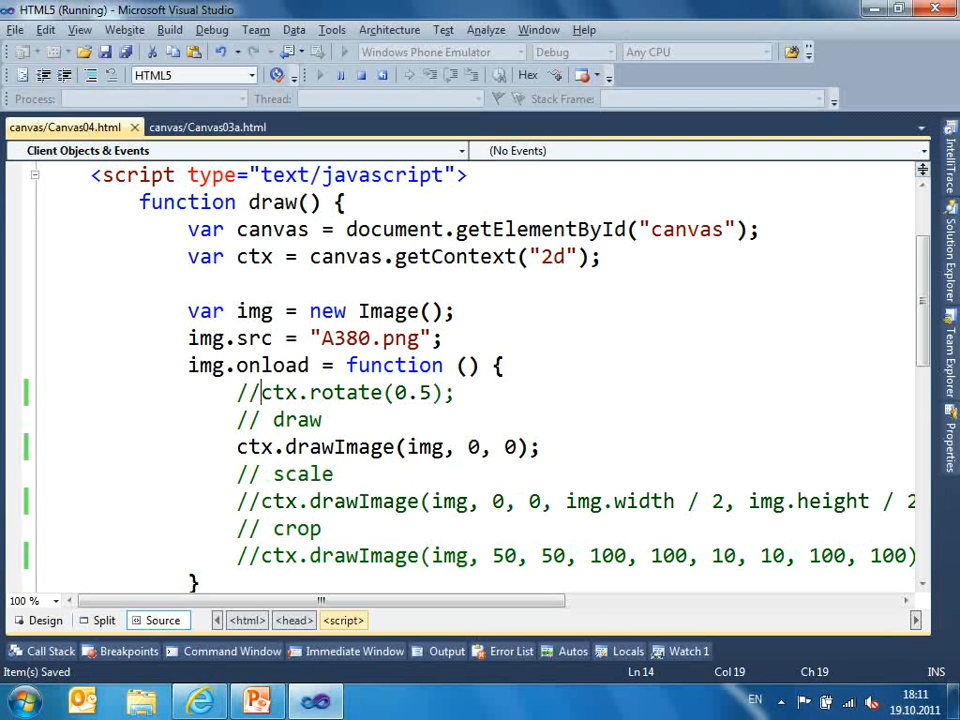 HTML5 (Running) - Microsoft Visual Studio
File Edit View Website Build Debug Team Data Tools Architecture Test Analyze Window Help
Windows Phone Emulator Debug Any CPU
HTML5 Hex
Process: Thread: Stack Frame:
canvas/Canvas04.html canvas/Canvas03a.html
Client Objects & Events (No Events)
<script type="text/javascript">
function draw() {
var canvas = document.getElementById("canvas");
var ctx = canvas.getContext("2d");
var img = new Image();
img.src = "A380.png";
img.onload = function () {
//ctx.rotate(0.5);
// draw
ctx.drawImage(img, 0, 0);
// scale
//ctx.drawImage(img, 0, 0, img.width / 2, img.height / 2
// crop
//ctx.drawImage(img, 50, 50, 100, 100, 10, 10, 100, 100)
}
100 %
Design Split Source <html> <head> <script>
Call Stack Breakpoints Command Window Immediate Window Output Error List Autos Locals Watch 1
Item(s) Saved Ln 14 Col 19 Ch 19 INS
EN 18:11
19.10.2011
IntelliTrace
Solution Explorer
Team Explorer
Properties